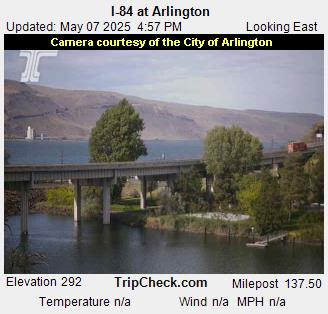 I-84 at Arlington
Updated: May 07 2025 4:57 PM Looking East
Camera courtesy of the City of Arlington
Elevation 292 TripCheck.com Milepost 137.50
Temperature n/a Wind n/a MPH n/a